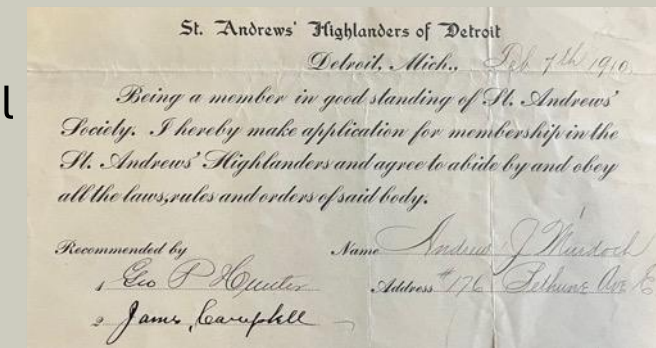 St. Andrews' Highlanders of Detroit
Detroit, Mich., Feb 7th 1910.
Being a member in good standing of St. Andrews'
Society. I hereby make application for membership in the
St. Andrews' Highlanders and agree to abide by and obey
all the laws, rules and orders of said body.
Recommended by
Name Andrew J Murdoch
1 Geo P Hunter
Address #176 Bethune Ave E
2 James Campbell
l